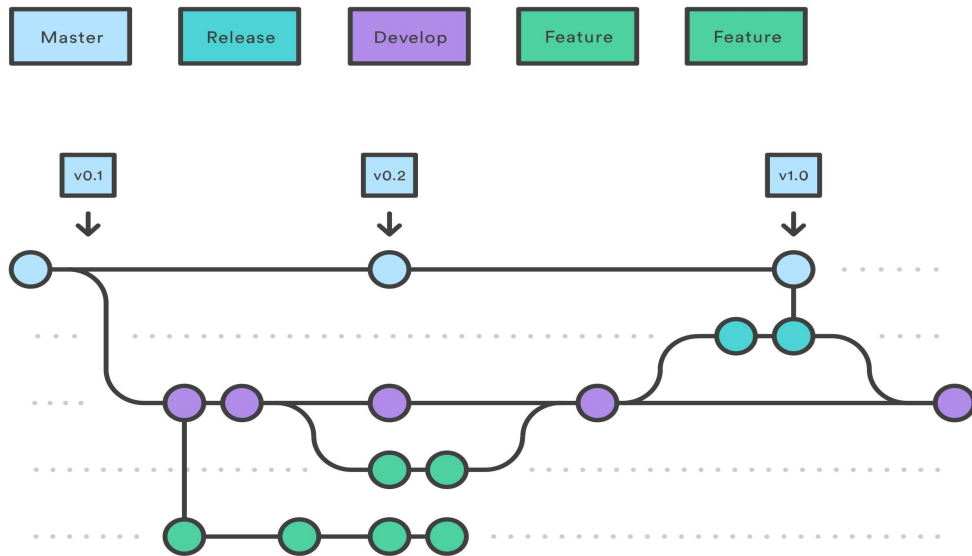 Master
Release
Develop
Feature
Feature
v0.1
v0.2
v1.0